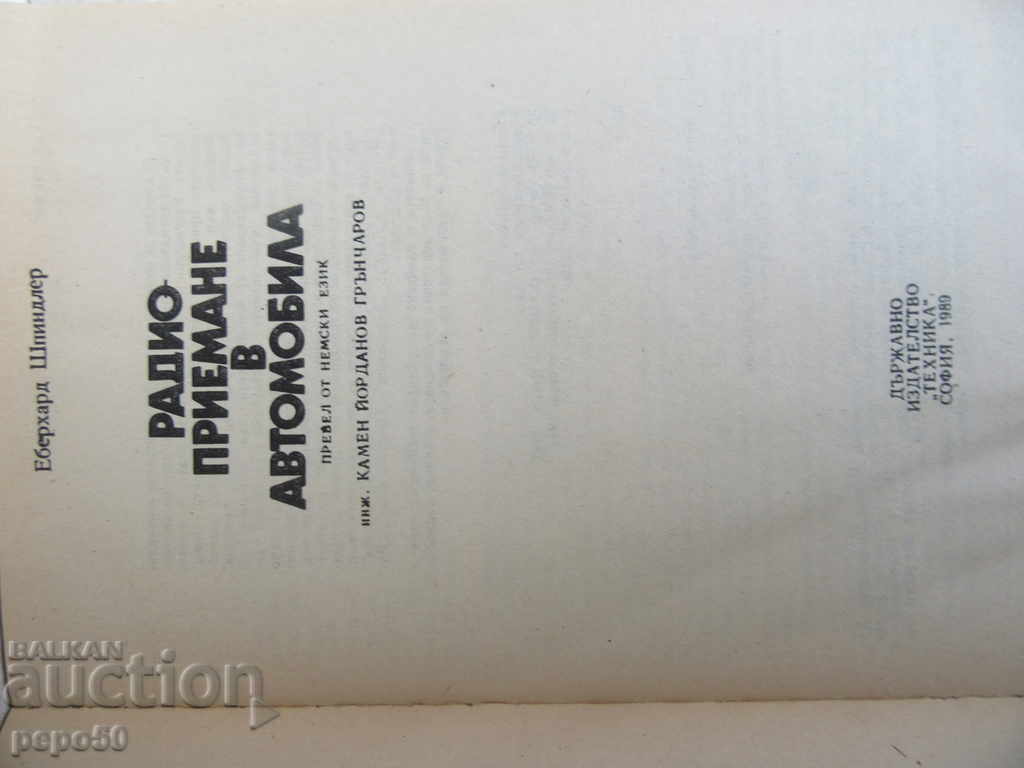 Еберхард Шпиндлер
РАДИО-
ПРИЕМАНЕ
В
АВТОМОБИЛА
ПРЕВЕЛ ОТ НЕМСКИ ЕЗИК
инж. КАМЕН ЙОРДАНОВ ГРЪНЧАРОВ
ДЪРЖАВНО
ИЗДАТЕЛСТВО
„ТЕХНИКА",
СОФИЯ, 1989
BALKAN
auction
pepo50